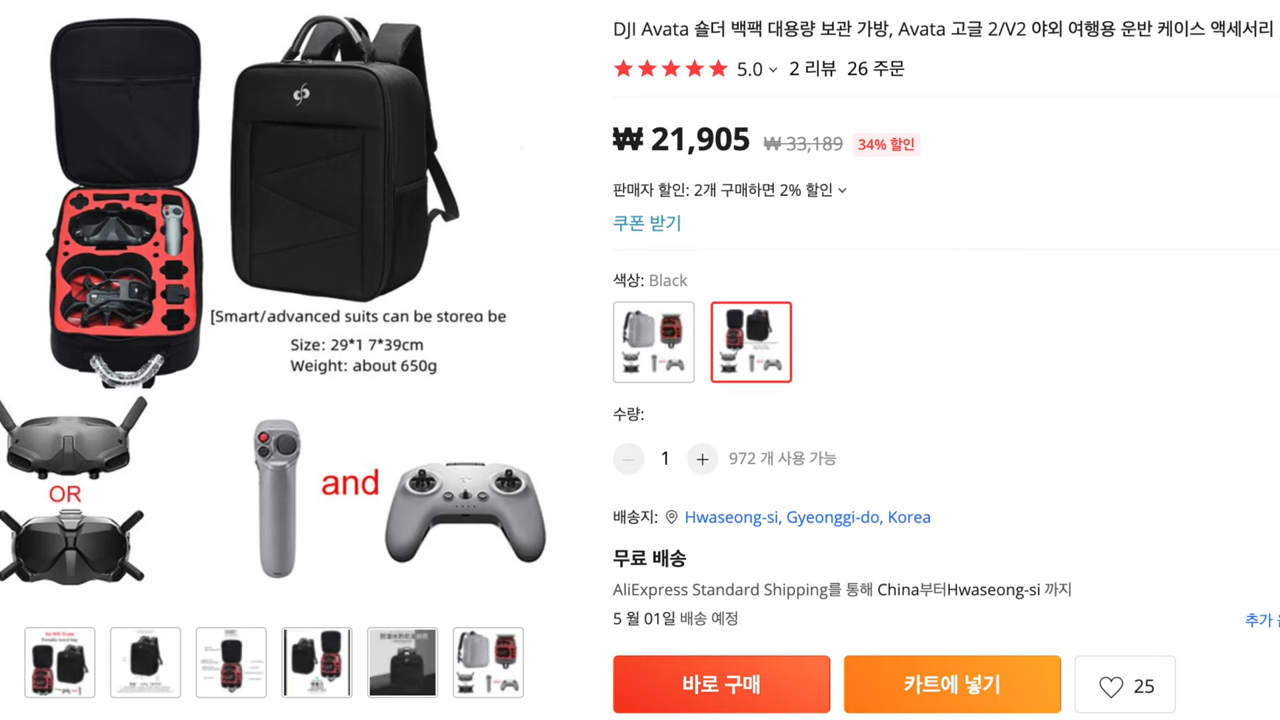 DJI Avata 숄더 백팩 대용량 보관 가방, Avata 고글 2/V2 야외 여행용 운반 케이스 액세서리
5.0 2 리뷰 26 주문
₩ 21,905 ₩ 33,189 34% 할인
판매자 할인: 2개 구매하면 2% 할인
쿠폰 받기
색상: Black
수량:
1 + 972 개 사용 가능
배송지: Hwaseong-si, Gyeonggi-do, Korea
무료 배송
AliExpress Standard Shipping를 통해 China부터Hwaseong-si 까지
5 월 01일 배송 예정
추가
바로 구매 카트에 넣기 25
[Smart/advanced suits can be storeo be
Size: 29*1 7*39cm
Weight: about 650g
OR
and